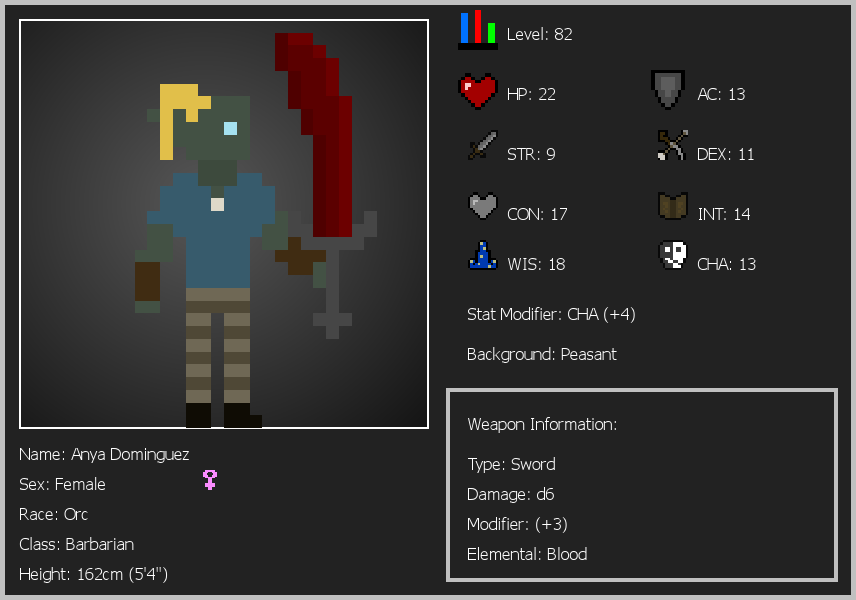 Level: 82
HP: 22
AC: 13
STR: 9
DEX: 11
CON: 17
INT: 14
WIS: 18
CHA: 13
Stat Modifier: CHA (+4)
Background: Peasant
Weapon Information:
Type: Sword
Damage: d6
Modifier: (+3)
Elemental: Blood
Name: Anya Dominguez
Sex: Female
Race: Orc
Class: Barbarian
Height: 162cm (5'4")